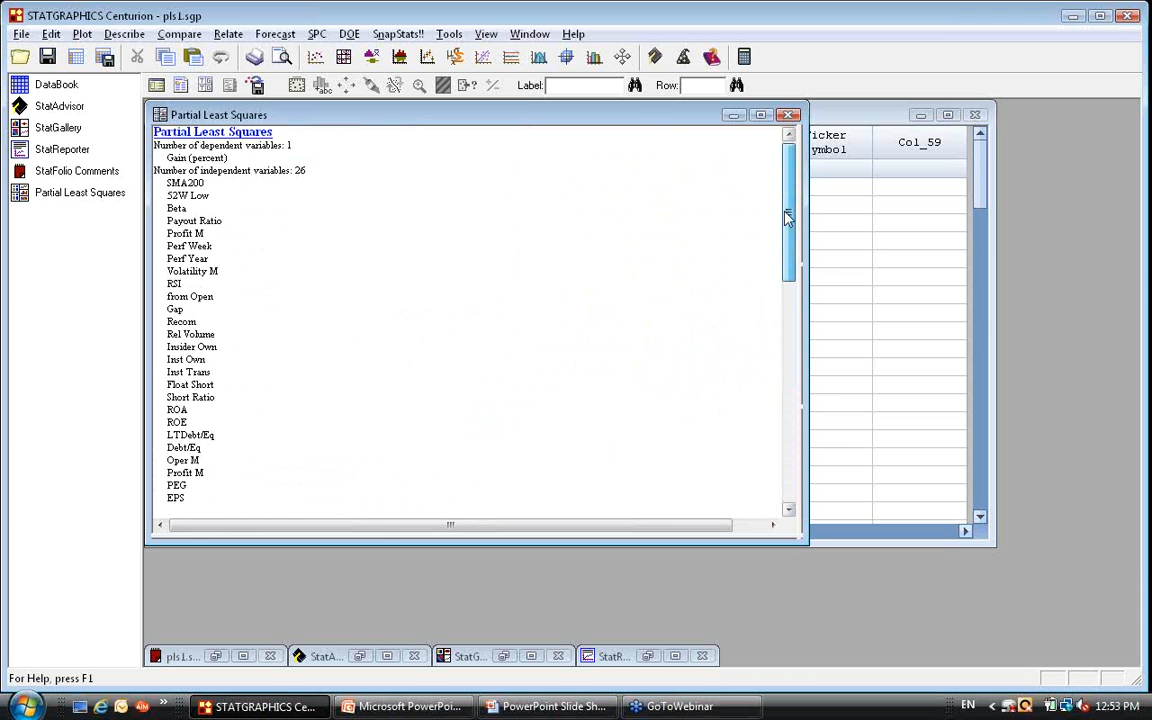 STATGRAPHICS Centurion - pls1.sgp
File Edit Plot Describe Compare Relate Forecast SPC DOE SnapStats!! Tools View Window Help
Label: Row:
DataBook
StatAdvisor
StatGallery
StatReporter
StatFolio Comments
Partial Least Squares
Partial Least Squares
Partial Least Squares
Number of dependent variables: 1
Gain (percent)
Number of independent variables: 26
SMA200
52W Low
Beta
Payout Ratio
Profit M
Perf Week
Perf Year
Volatility M
RSI
from Open
Gap
Recom
Rel Volume
Insider Own
Inst Own
Inst Trans
Float Short
Short Ratio
ROA
ROE
LTDebt/Eq
Debt/Eq
Oper M
Profit M
PEG
EPS
icker
ymbol
Col_59
pls1.s... StatA... StatG... StatR...
For Help, press F1
STATGRAPHICS Ce... Microsoft PowerPo... PowerPoint Slide Sh... GoToWebinar EN 12:53 PM